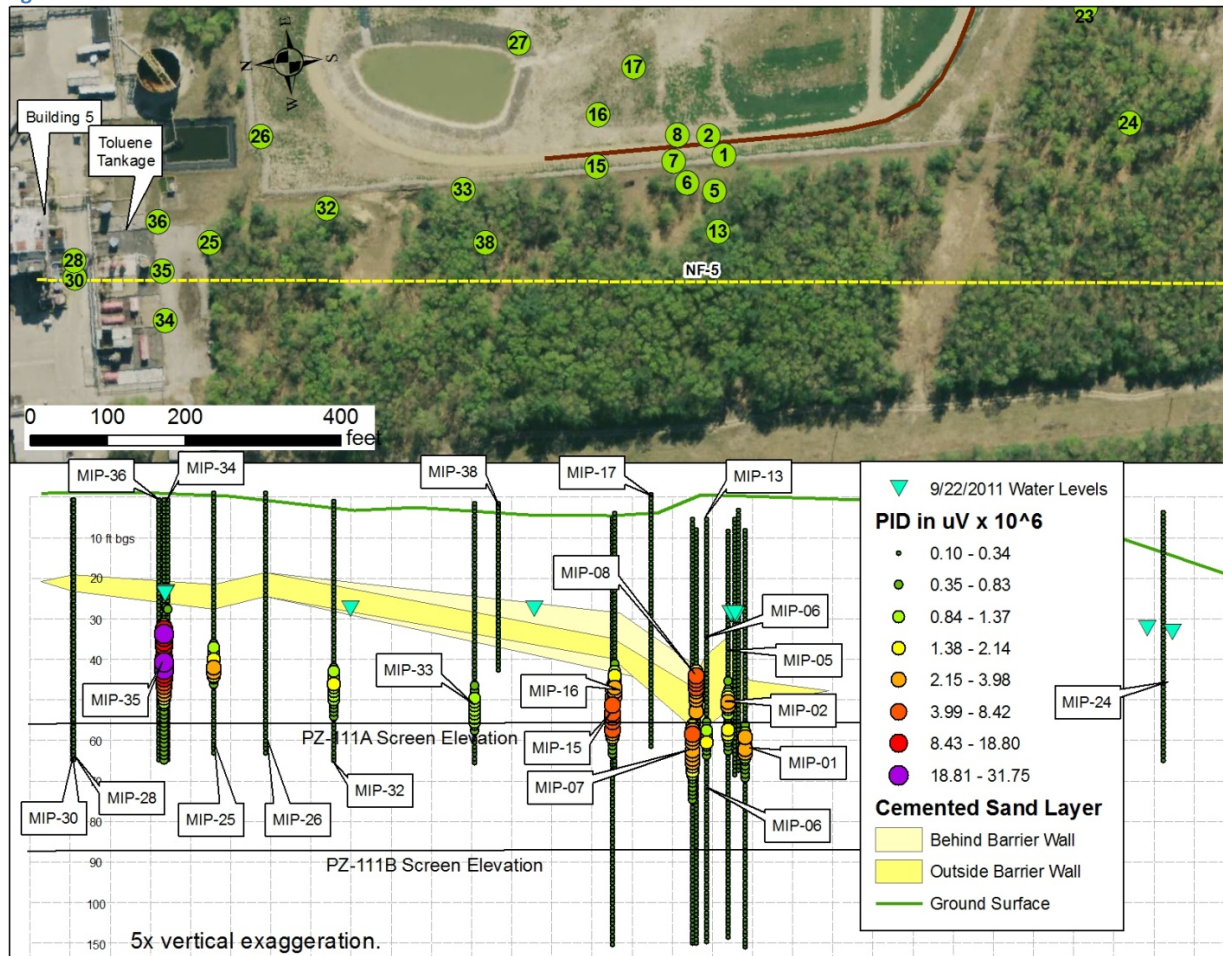 23
27
17
E
N
S
W
16
24
Building 5
26
8
2
Toluene
Tankage
1
7
15
6
33
5
32
36
13
25
38
28
35
NF-5
30
34
0
100
200
400
feet
MIP-36
MIP-34
MIP-38
MIP-17
MIP-13
9/22/2011 Water Levels
PID in uV x 10^6
10 ft bgs
0.10 - 0.34
20
0.35 - 0.83
MIP-08
0.84 - 1.37
30
MIP-06
1.38 - 2.14
40
MIP-05
MIP-33
2.15 - 3.98
MIP-35
MIP-16
MIP-24
50
MIP-02
3.99 - 8.42
PZ-111A Screen Elevation
8.43 - 18.80
60
MIP-15
MIP-01
18.81 - 31.75
MIP-07
MIP-28
Cemented Sand Layer
MIP-30
MIP-25
MIP-26
MIP-32
80
MIP-06
Behind Barrier Wall
PZ-111B Screen Elevation
90
Outside Barrier Wall
100
Ground Surface
150
5x vertical exaggeration.